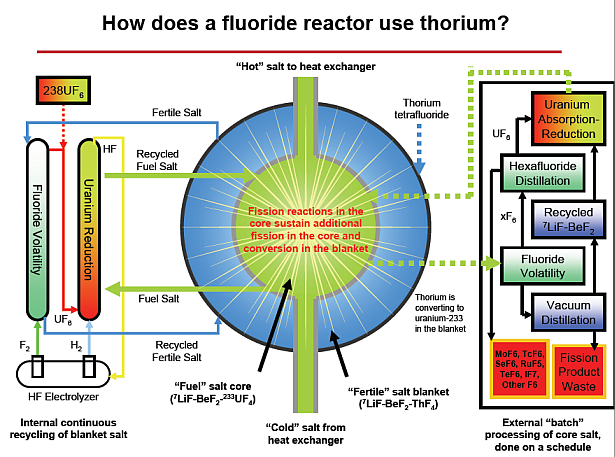 How does a fluoride reactor use thorium?
"Hot" salt to heat exchanger
238UF6
Fertile Salt
HF
Recycled
Fuel Salt
Fluoride Volatility
Uranium Reduction
Fuel Salt
UF6
F2
H2
Recycled
Fertile Salt
HF Electrolyzer
Internal continuous
recycling of blanket salt
Fission reactions in the
core sustain additional
fission in the core and
conversion in the blanket
"Fuel" salt core
(7LiF-BeF2-233UF4)
"Cold" salt from
heat exchanger
"Fertile" salt blanket
(7LiF-BeF2-ThF4)
Thorium
tetrafluoride
Thorium is
converting to
uranium-233
in the blanket
Uranium
Absorption-
Reduction
UF6
Hexafluoride
Distillation
xF6
Recycled
7LiF-BeF2
Fluoride
Volatility
Vacuum
Distillation
MoF6, TcF6,
SeF6, RuF5,
TeF6, IF7,
Other F6
Fission
Product
Waste
External "batch"
processing of core salt,
done on a schedule